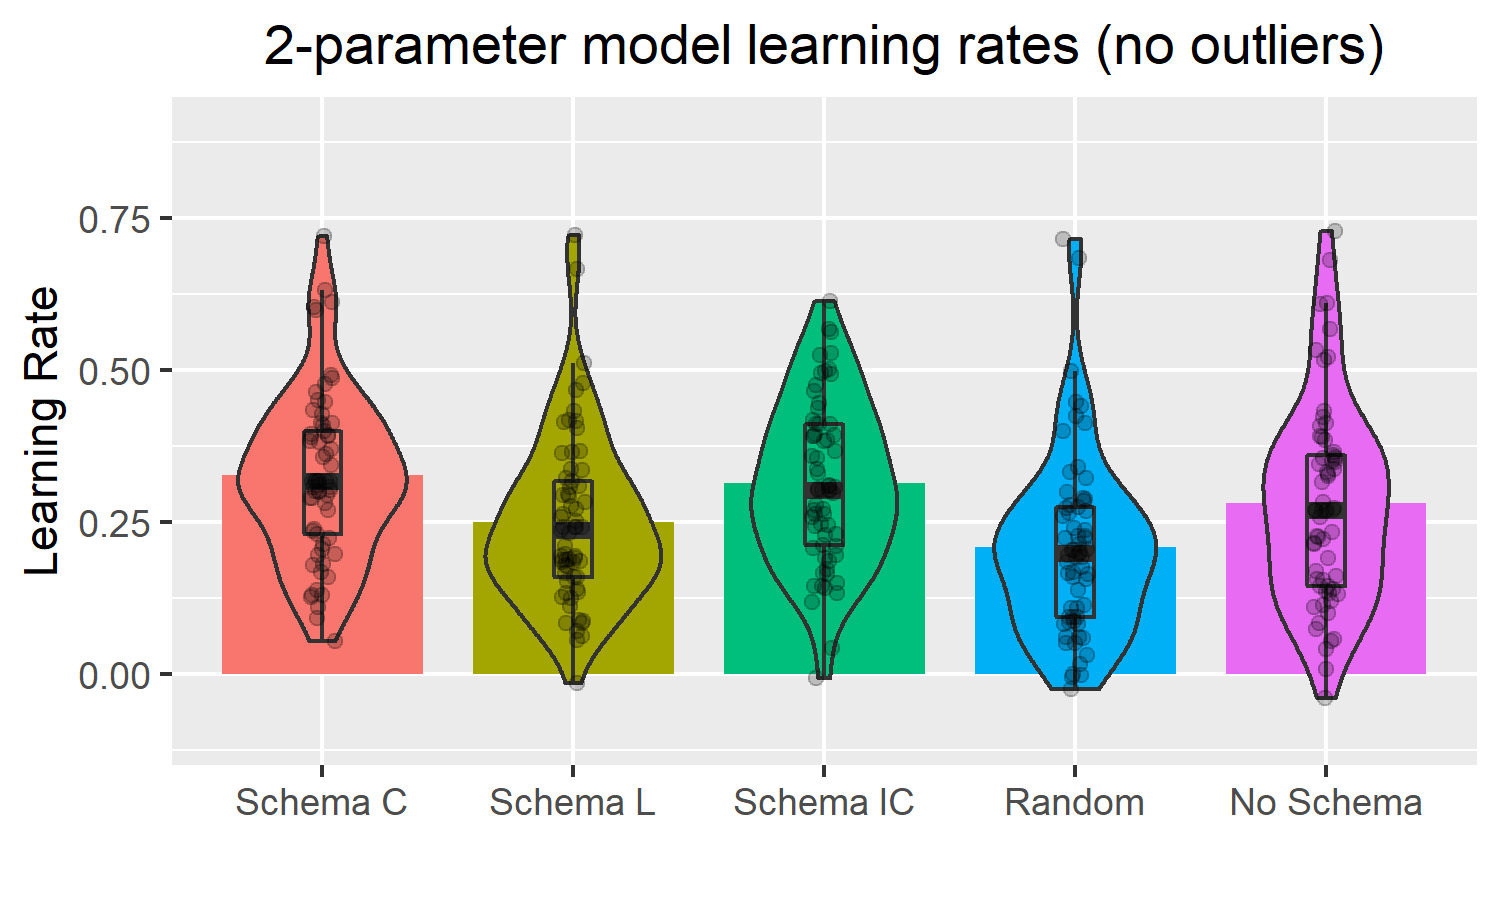 2-parameter model learning rates (no outliers)
Learning Rate
0.75
0.50
0.25
0.00
Schema C
Schema L
Schema IC
Random
No Schema